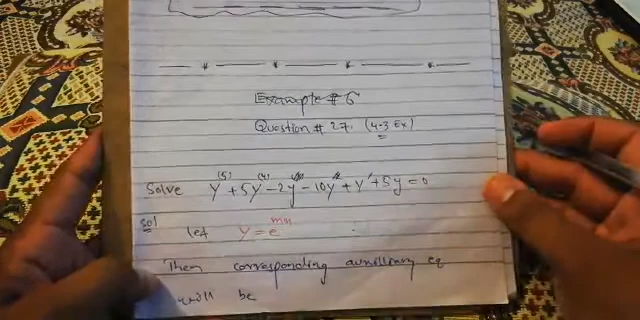 Example # 6
Question # 27. (4-3 Ex)
Solve y⁽⁵⁾ + 5y⁽⁴⁾ - 2y''' - 10y'' + y' + 5y = 0
Sol let y = e^mx
Then corresponding auxiliary eq
will be